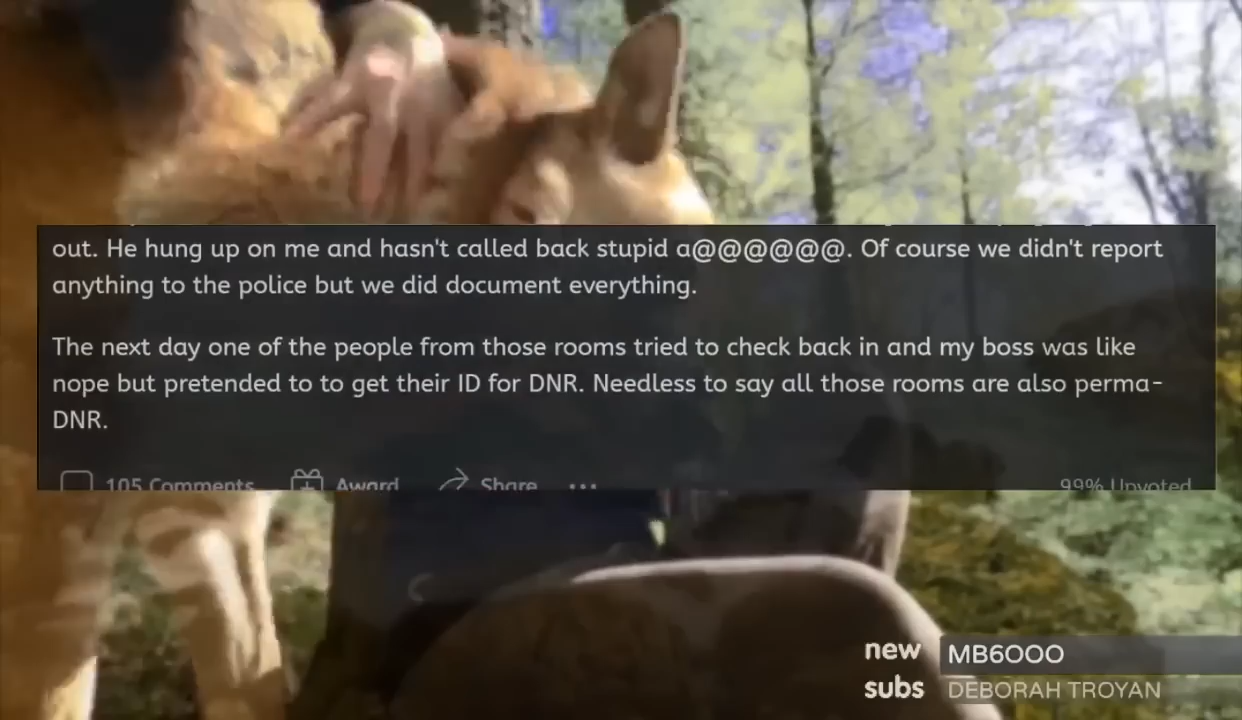 out. He hung up on me and hasn't called back stupid a@@@@@@. Of course we didn't report
anything to the police but we did document everything.
The next day one of the people from those rooms tried to check back in and my boss was like
nope but pretended to to get their ID for DNR. Needless to say all those rooms are also perma-
DNR.
105 Comments Award Share ... 99% Upvoted
new MB6000
subs DEBORAH TROYAN